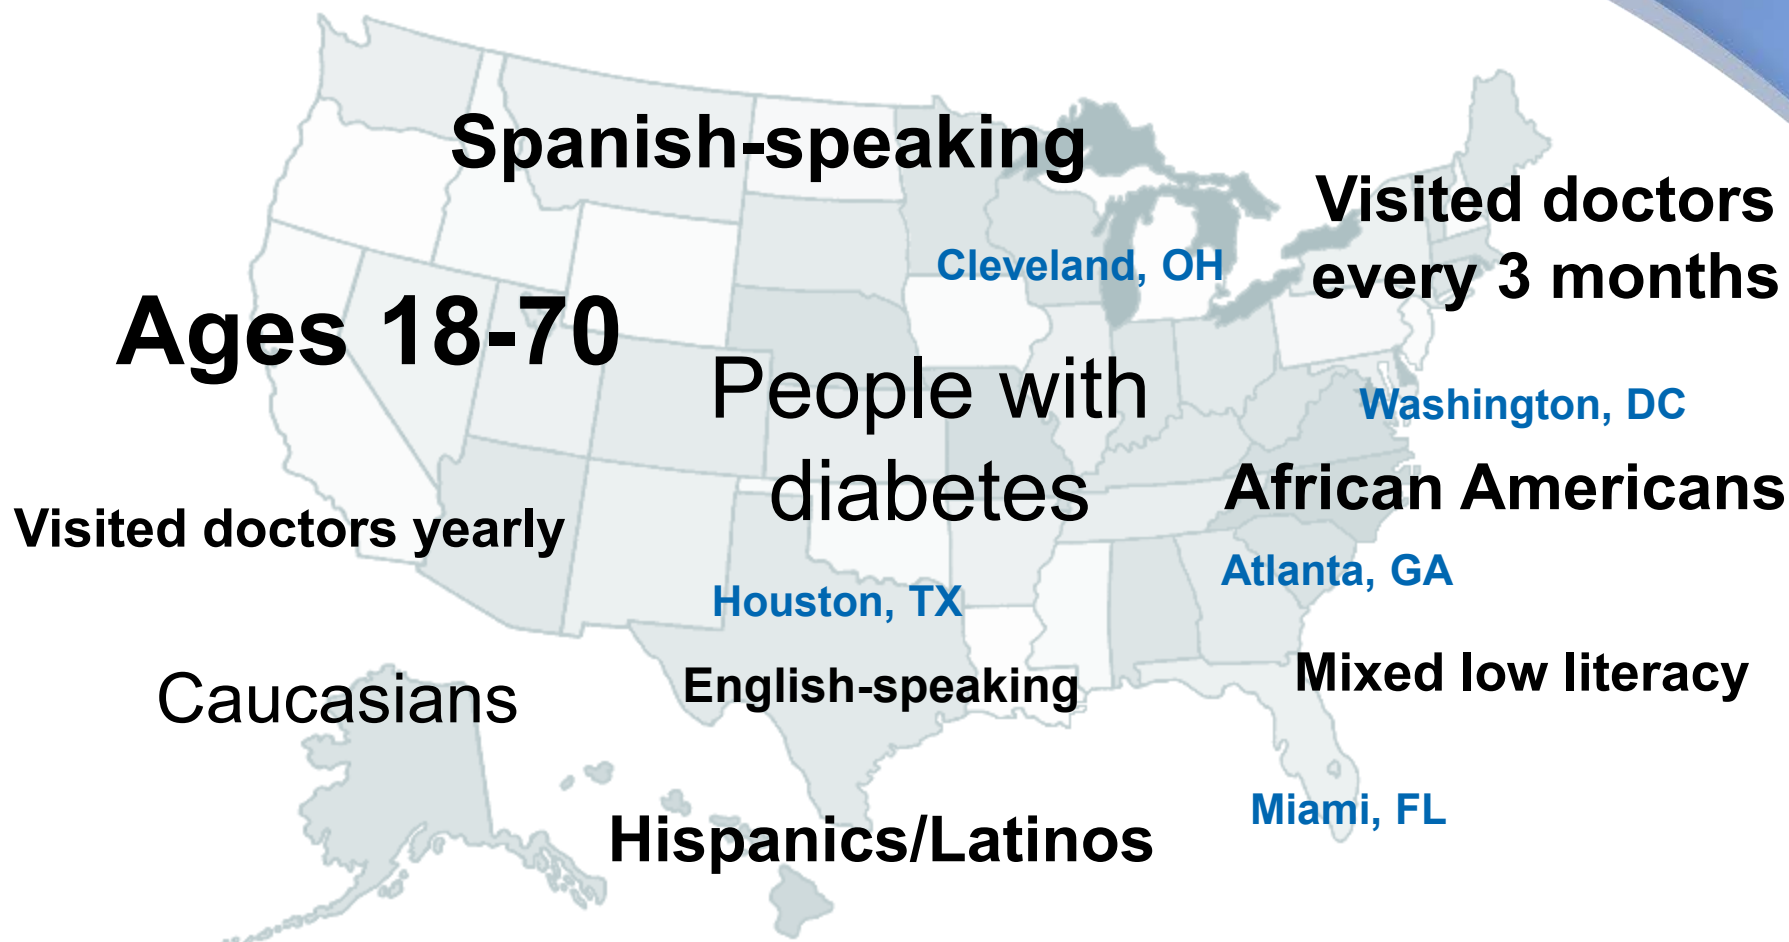 Spanish-speaking
Visited doctors
every 3 months
Cleveland, OH
Ages 18-70
People with
diabetes
Washington, DC
African Americans
Visited doctors yearly
Atlanta, GA
Houston, TX
Mixed low literacy
English-speaking
Caucasians
Miami, FL
Hispanics/Latinos